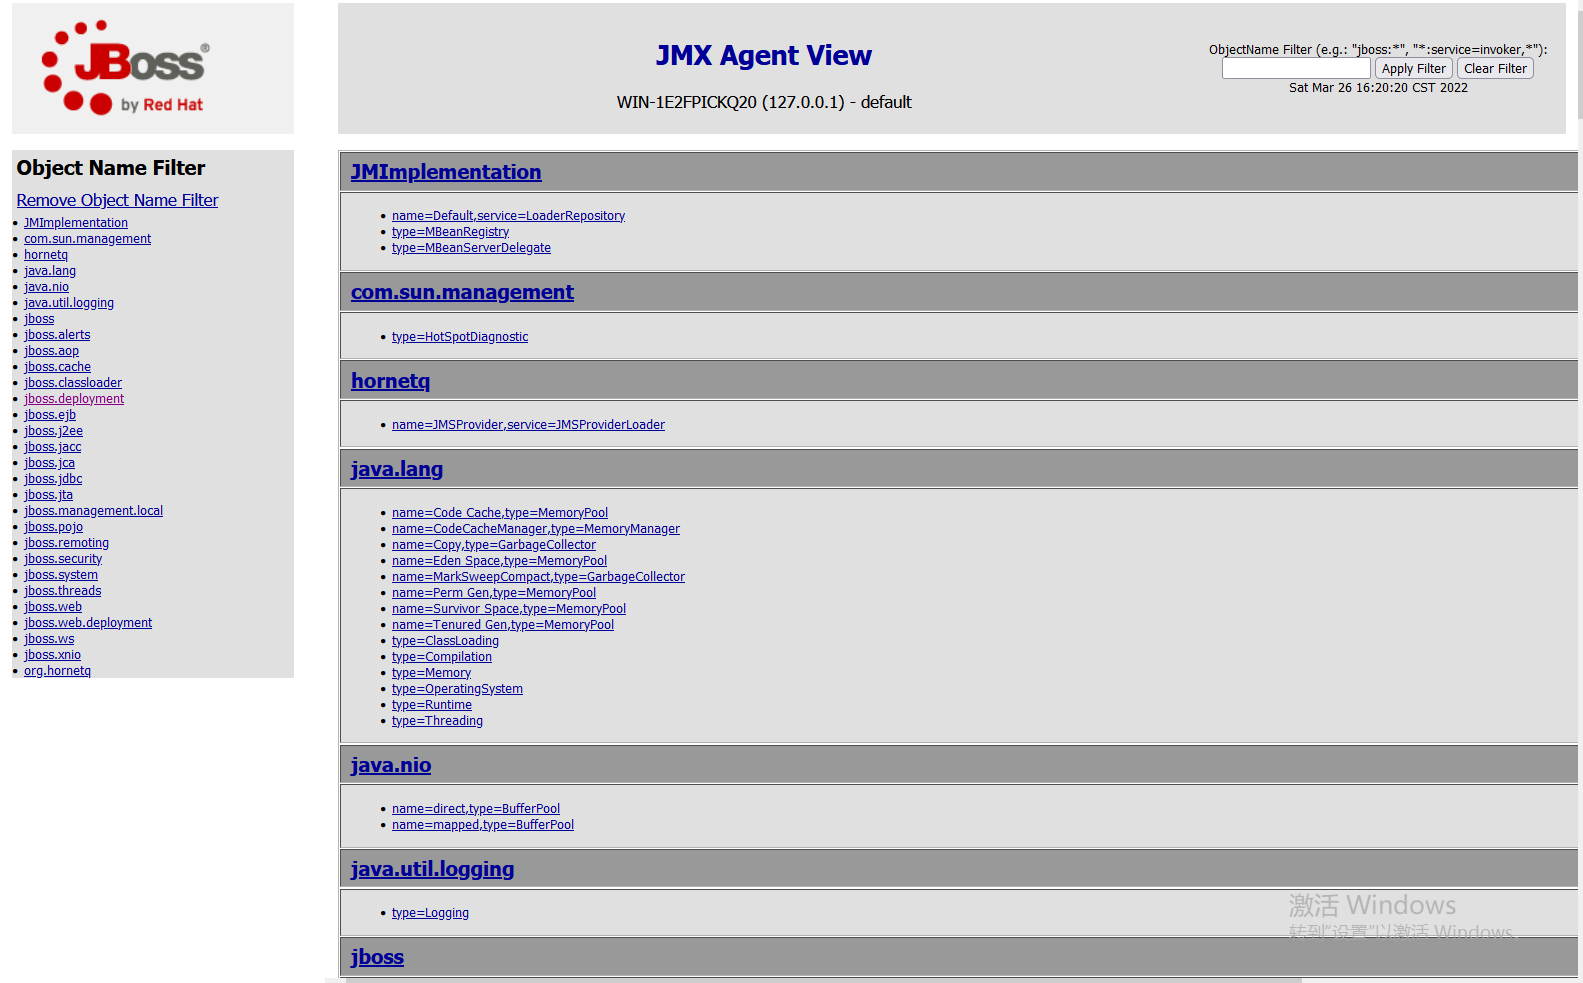 JBoss®
by Red Hat
JMX Agent View
WIN-1E2FPICKQ20 (127.0.0.1) - default
ObjectName Filter (e.g.: "jboss:*", "*:service=invoker,*"):
Apply Filter Clear Filter
Sat Mar 26 16:20:20 CST 2022
Object Name Filter
Remove Object Name Filter
JMImplementation
com.sun.management
hornetq
java.lang
java.nio
java.util.logging
jboss
jboss.alerts
jboss.aop
jboss.cache
jboss.classloader
jboss.deployment
jboss.ejb
jboss.j2ee
jboss.jacc
jboss.jca
jboss.jdbc
jboss.jta
jboss.management.local
jboss.pojo
jboss.remoting
jboss.security
jboss.system
jboss.threads
jboss.web
jboss.web.deployment
jboss.ws
jboss.xnio
org.hornetq
JMImplementation
name=Default,service=LoaderRepository
type=MBeanRegistry
type=MBeanServerDelegate
com.sun.management
type=HotSpotDiagnostic
hornetq
name=JMSProvider,service=JMSProviderLoader
java.lang
name=Code Cache,type=MemoryPool
name=CodeCacheManager,type=MemoryManager
name=Copy,type=GarbageCollector
name=Eden Space,type=MemoryPool
name=MarkSweepCompact,type=GarbageCollector
name=Perm Gen,type=MemoryPool
name=Survivor Space,type=MemoryPool
name=Tenured Gen,type=MemoryPool
type=ClassLoading
type=Compilation
type=Memory
type=OperatingSystem
type=Runtime
type=Threading
java.nio
name=direct,type=BufferPool
name=mapped,type=BufferPool
java.util.logging
type=Logging
jboss
激活 Windows
转到"设置"以激活 Windows。